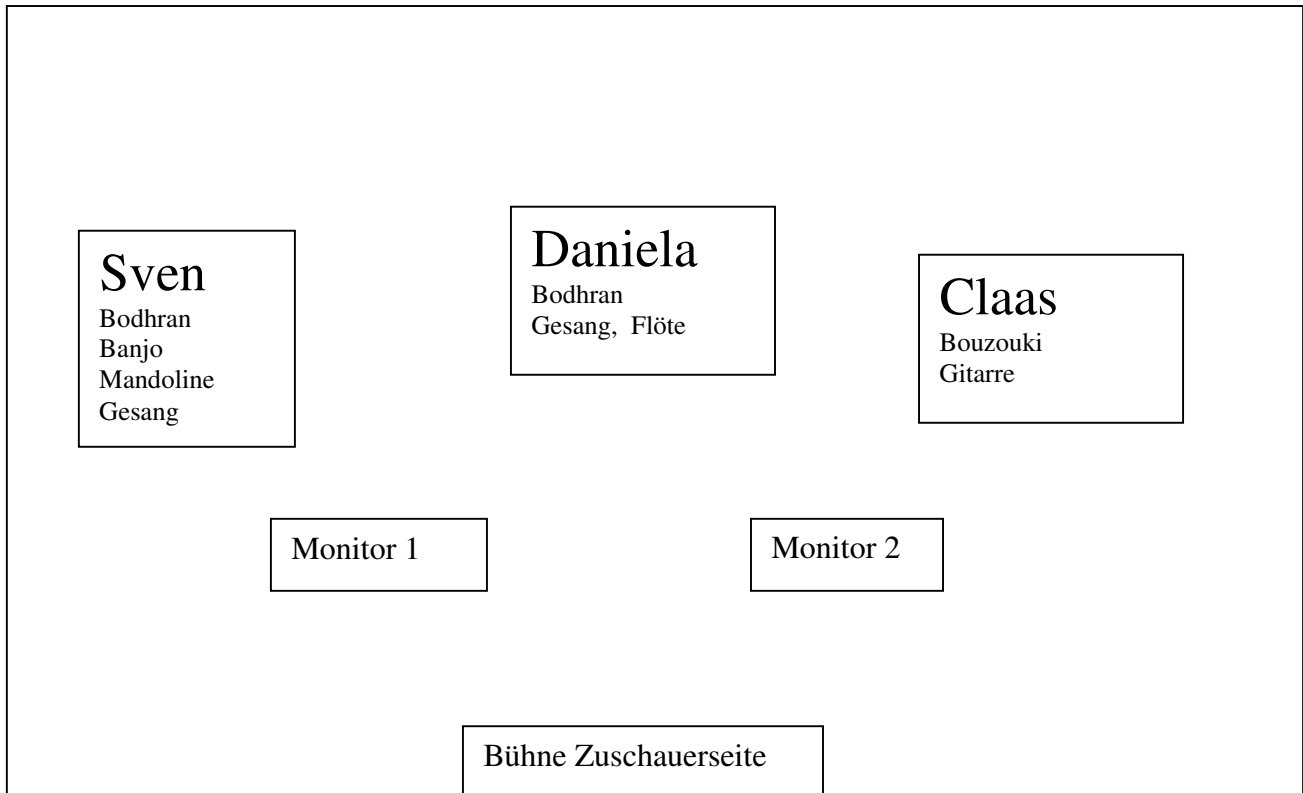 Sven
Bodhran
Banjo
Mandoline
Gesang
Daniela
Bodhran
Gesang, Flöte
Claas
Bouzouki
Gitarre
Monitor 1
Monitor 2
Bühne Zuschauerseite